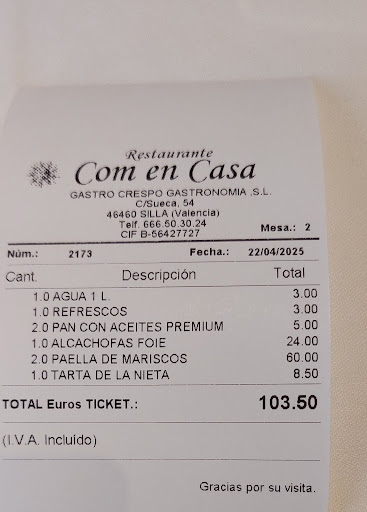 Restaurante
Com en Casa
GASTRO CRESPO GASTRONOMIA ,S.L.
C/Sueca, 54
46460 SILLA (Valencia)
Telf. 666.50.30.24
CIF B-56427727
Mesa.: 2
Núm.: 2173 Fecha.: 22/04/2025
Cant. Descripción Total
1.0 AGUA 1 L. 3.00
1.0 REFRESCOS 3.00
2.0 PAN CON ACEITES PREMIUM 5.00
1.0 ALCACHOFAS FOIE 24.00
2.0 PAELLA DE MARISCOS 60.00
1.0 TARTA DE LA NIETA 8.50
TOTAL Euros TICKET.: 103.50
(I.V.A. Incluído)
Gracias por su visita.